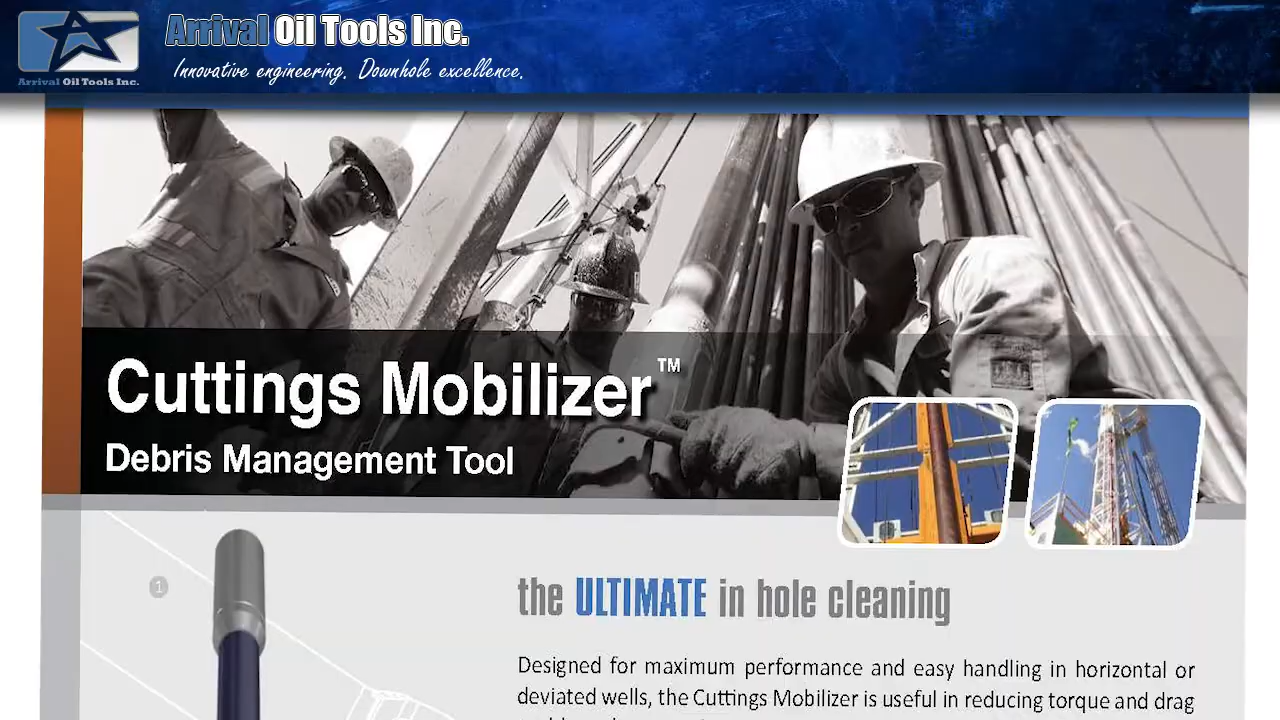 Arrival Oil Tools Inc.
Innovative engineering. Downhole excellence.
Arrival Oil Tools Inc.
Cuttings Mobilizer™
Debris Management Tool
1
the ULTIMATE in hole cleaning
Designed for maximum performance and easy handling in horizontal or
deviated wells, the Cuttings Mobilizer is useful in reducing torque and drag